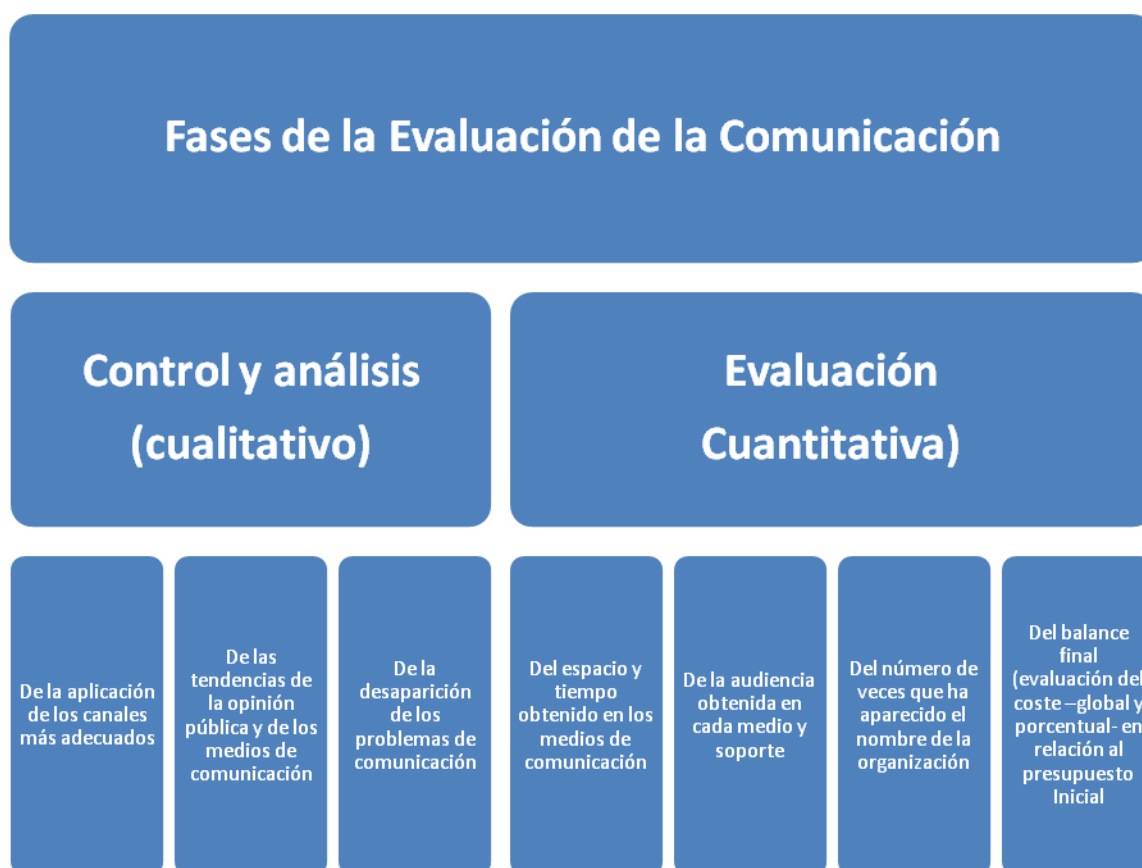 Fases de la Evaluación de la Comunicación
Control y análisis
(cualitativo)
Evaluación
Cuantitativa)
De la aplicación
de los canales
más adecuados
De las
tendencias de
la opinión
pública y de los
medios de
comunicación
De la
desaparición
de los
problemas de
comunicación
Del espacio y
tiempo
obtenido en los
medios de
comunicación
De la audiencia
obtenida en
cada medio y
soporte
Del número de
veces que ha
aparecido el
nombre de la
organización
Del balance
final
(evaluación del
coste –global y
porcentual- en
relación al
presupuesto
Inicial